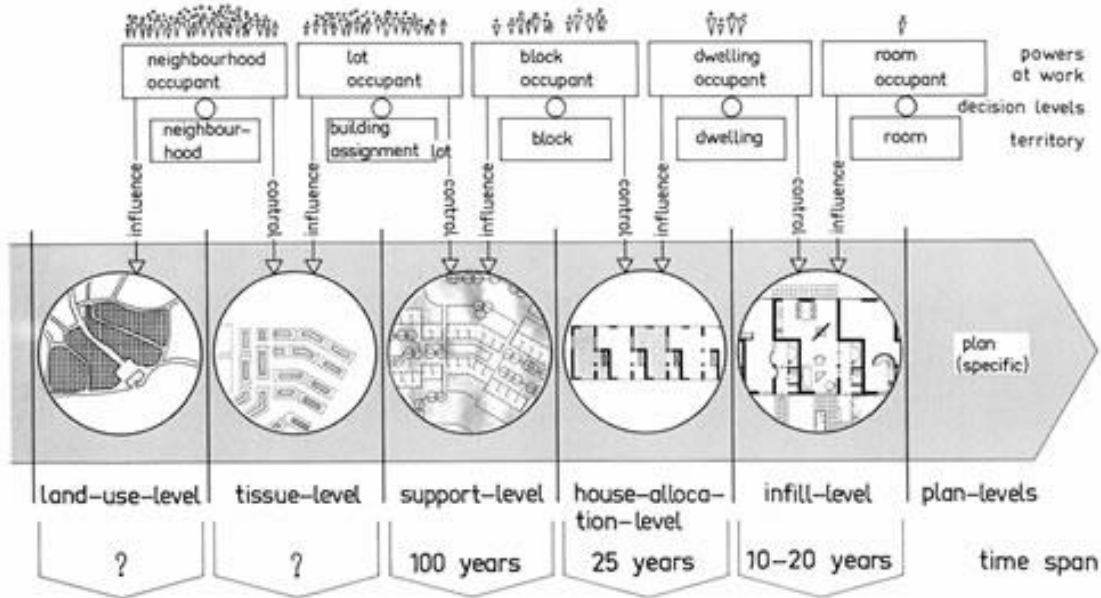 neighbourhood
occupant
lot
occupant
block
occupant
dwelling
occupant
room
occupant
powers
at work
decision levels
neighbour-
hood
building
assignment lot
block
dwelling
room
territory
influence
control
influence
control
influence
control
influence
control
influence
plan
(specific)
land-use-level
tissue-level
support-level
house-alloca-
tion-level
infill-level
plan-levels
?
?
100 years
25 years
10-20 years
time span